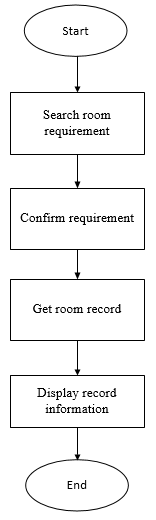 Start
Search room
requirement
Confirm requirement
Get room record
Display record
information
End